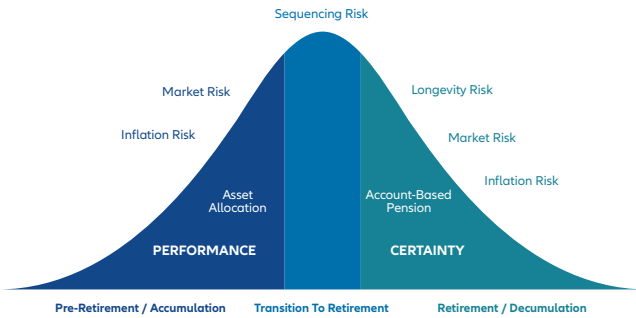 Sequencing Risk
Market Risk
Longevity Risk
Inflation Risk
Market Risk
Inflation Risk
Asset
Allocation
Account-Based
Pension
PERFORMANCE
CERTAINTY
Pre-Retirement / Accumulation
Transition To Retirement
Retirement / Decumulation